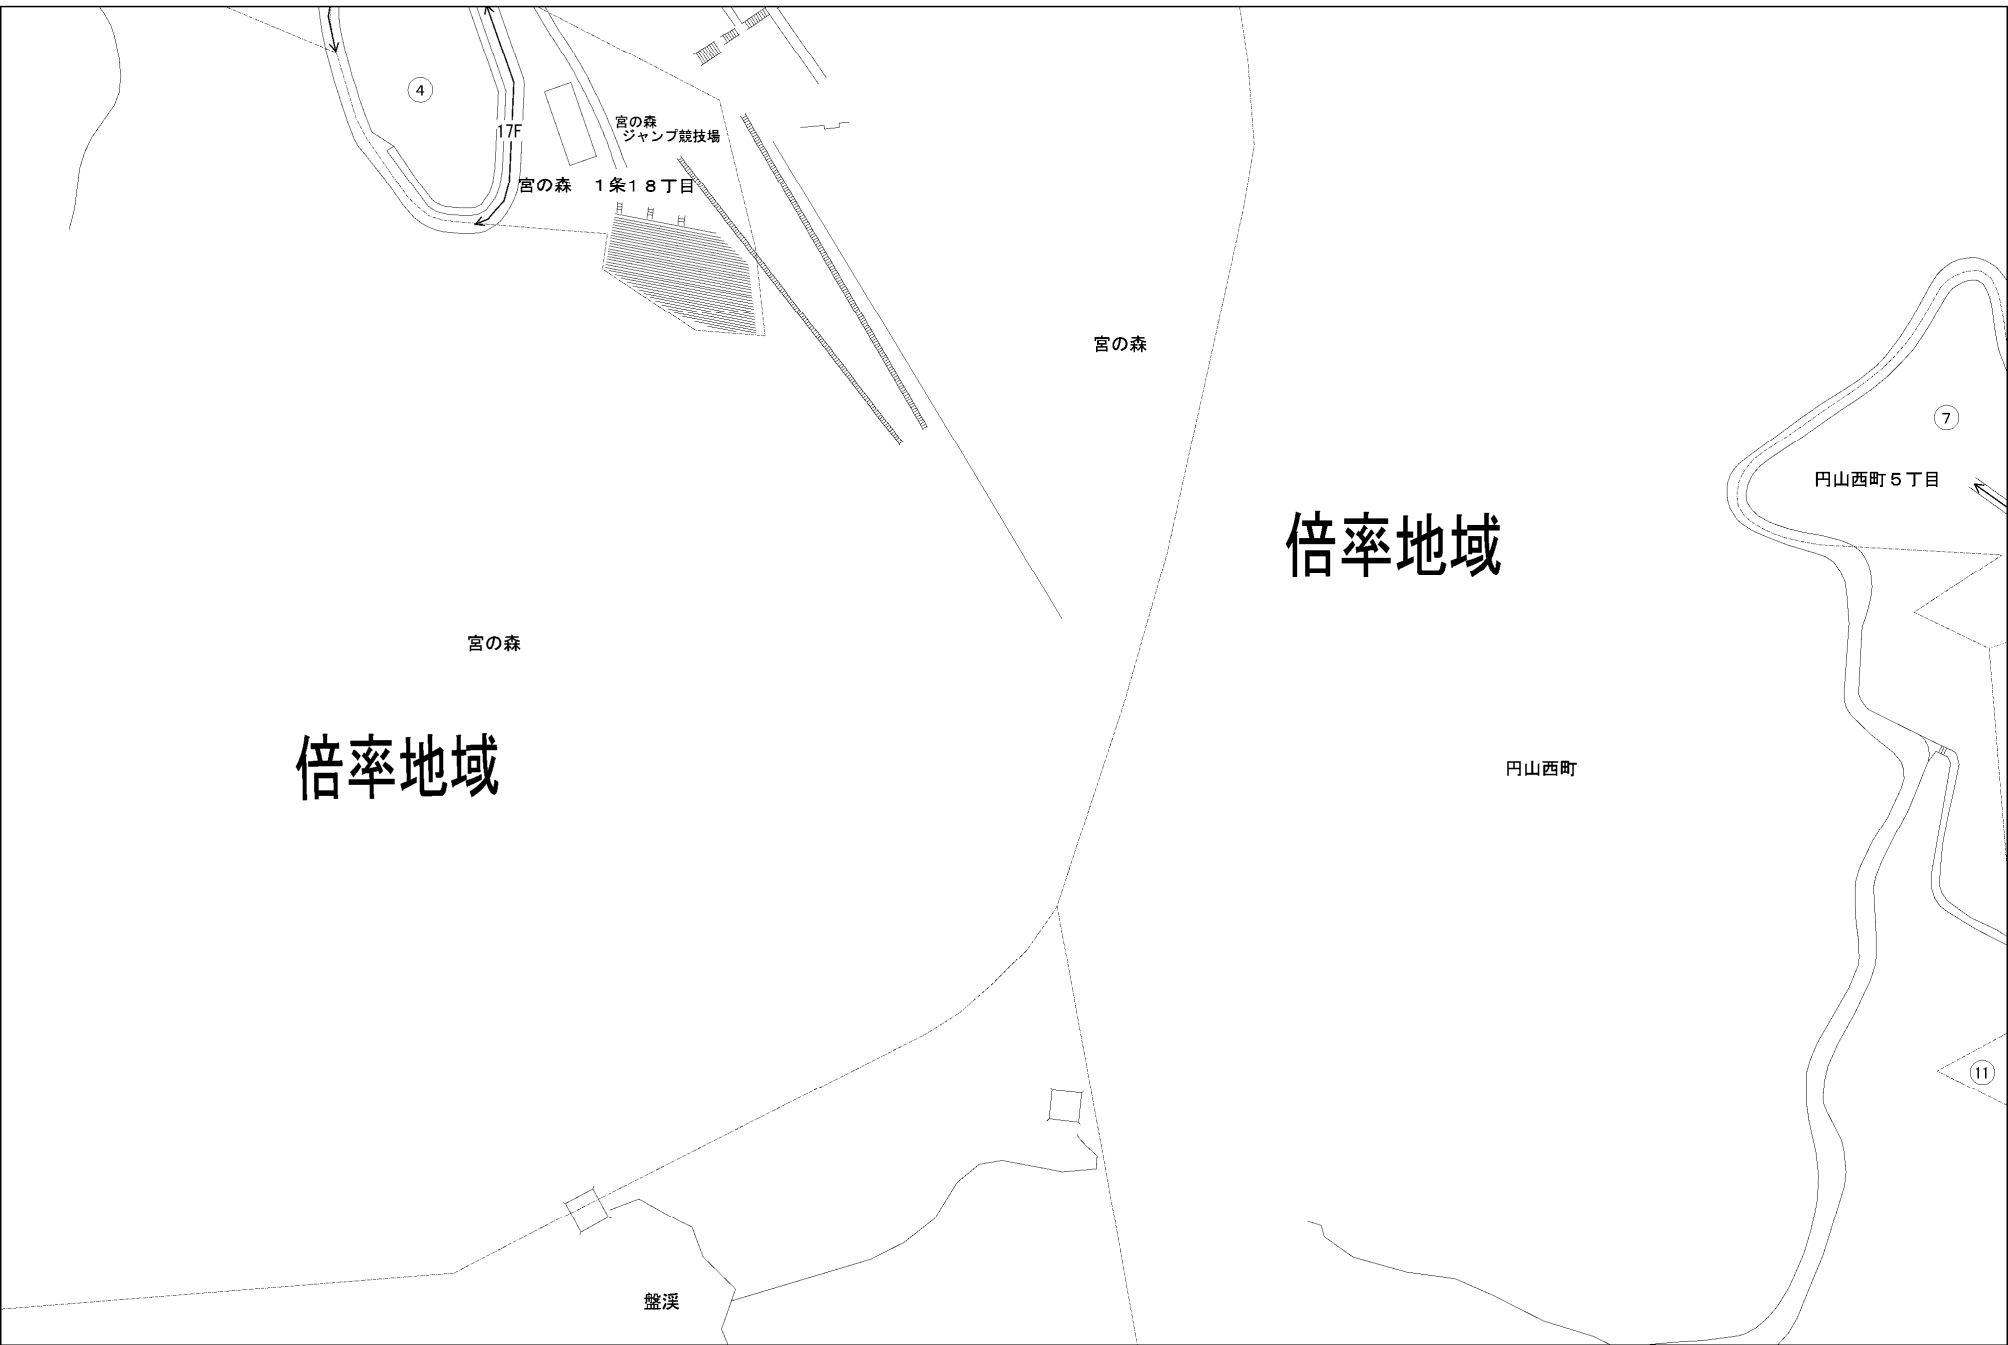 4
17F
宮の森
ジャンプ競技場
宮の森　１条１８丁目
宮の森
7
円山西町５丁目
倍率地域
宮の森
倍率地域
円山西町
11
盤渓